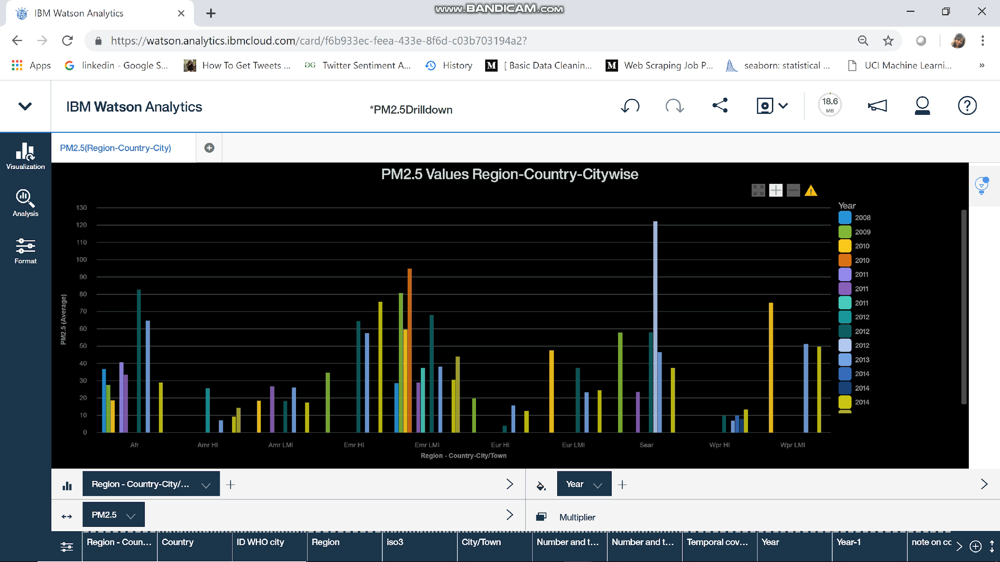 IBM Watson Analytics
www.BANDICAM.com
https://watson.analytics.ibmcloud.com/card/f6b933ec-feea-433e-8f6d-c03b703194a2?
Apps linkedin - Google S... How To Get Tweets ... ƏG Twitter Sentiment A... History M [ Basic Data Cleanin... M Web Scraping Job P... seaborn: statistical ... UCI Machine Learni... »
IBM Watson Analytics
*PM2.5Drilldown
18.6
MB
?
Visualization
Analysis
Format
PM2.5(Region-Country-City)
PM2.5 Values Region-Country-Citywise
PM2.5 (Average)
130
120
110
100
90
80
70
60
50
40
30
20
10
0
Afr Amr HI Amr LMI Emr HI Emr LMI Eur HI Eur LMI Sear Wpr HI Wpr LMI
Region - Country-City/Town
Year
2008
2009
2010
2010
2011
2011
2011
2012
2012
2012
2013
2014
2014
2014
Region - Country-City/...
Year
PM2.5
Multiplier
Region - Coun... Country ID WHO city Region iso3 City/Town Number and t... Number and t... Temporal cov... Year Year-1 note on cc